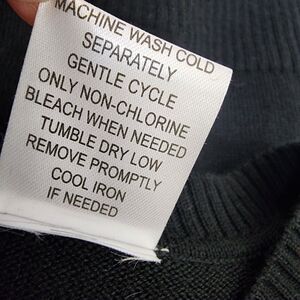 MACHINE WASH COLD
SEPARATELY
GENTLE CYCLE
ONLY NON-CHLORINE
BLEACH WHEN NEEDED
TUMBLE DRY LOW
REMOVE PROMPTLY
COOL IRON
IF NEEDED